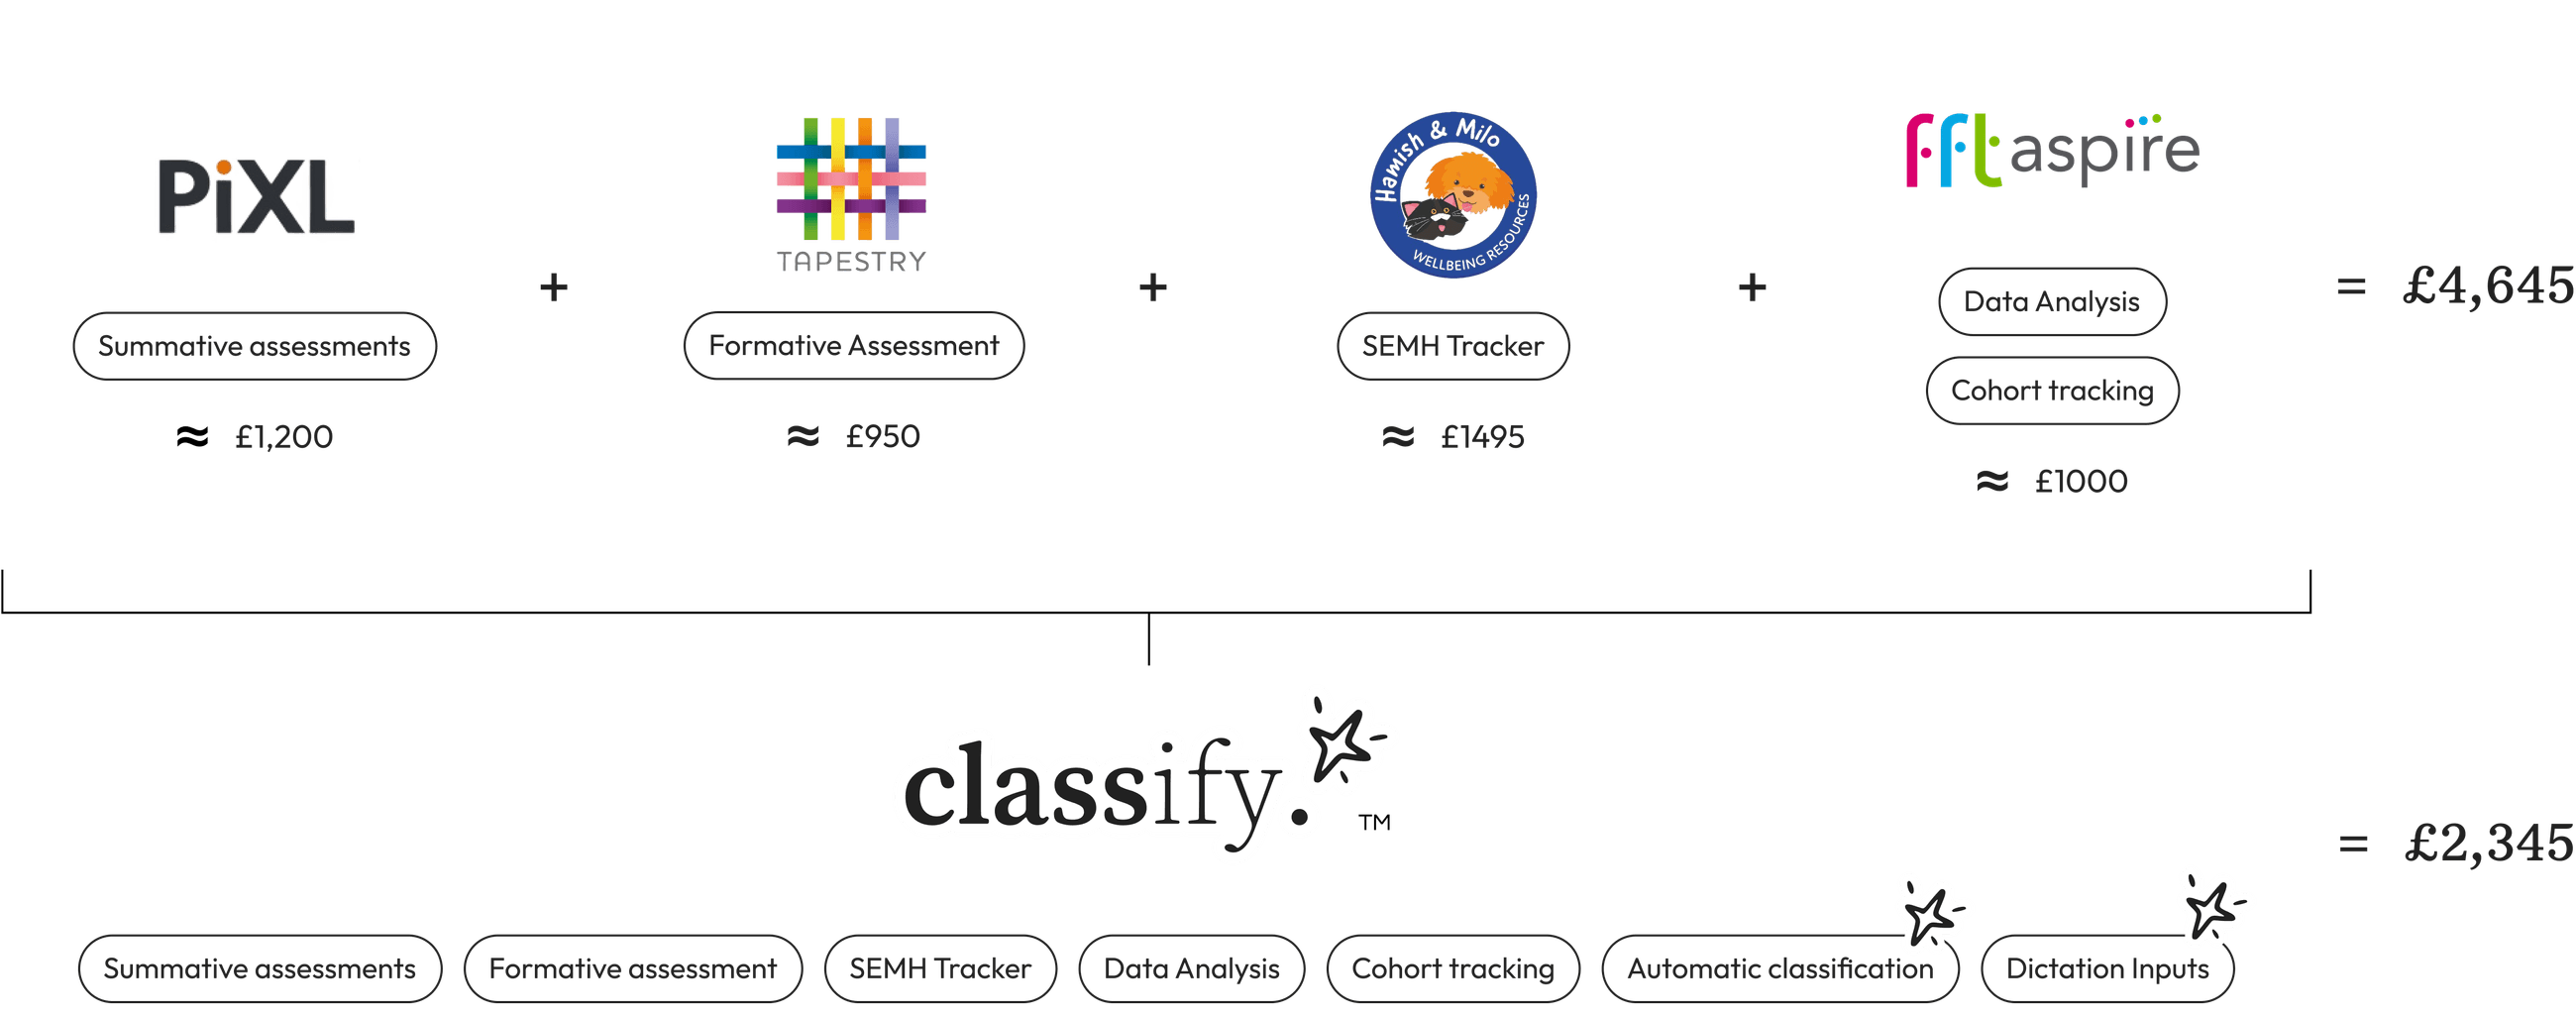 PiXL
TAPESTRY
Hamish & Milo
WELLBEING RESOURCES
fft aspire
+
+
+
Summative assessments
Formative Assessment
SEMH Tracker
Data Analysis
Cohort tracking
= £4,645
≈ £1,200
≈ £950
≈ £1495
≈ £1000
classify.
TM
= £2,345
Summative assessments
Formative assessment
SEMH Tracker
Data Analysis
Cohort tracking
Automatic classification
Dictation Inputs